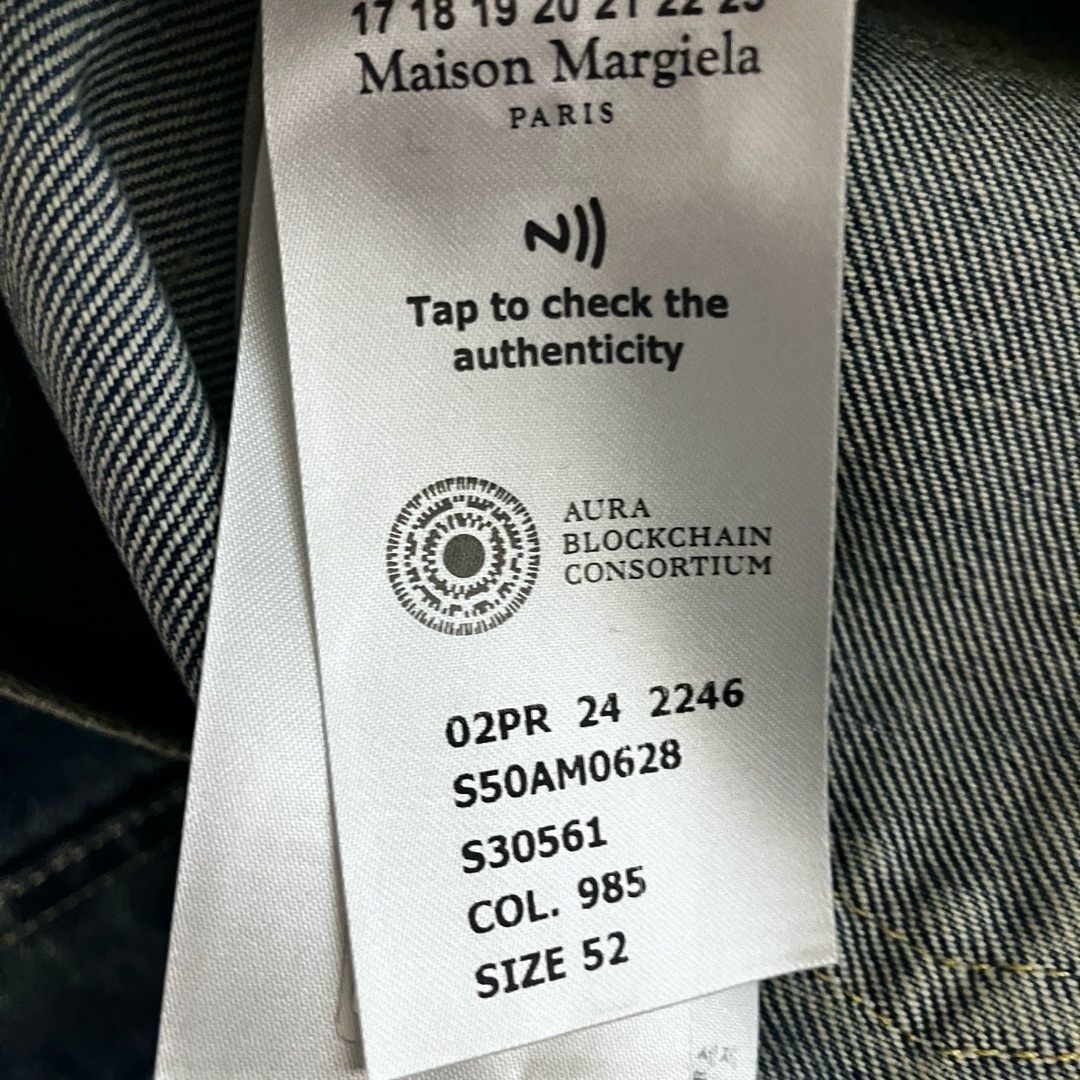 17 18 19 20 21 22 23
Maison Margiela
PARIS
Tap to check the
authenticity
AURA
BLOCKCHAIN
CONSORTIUM
02PR 24 2246
S50AM0628
S30561
COL. 985
SIZE 52